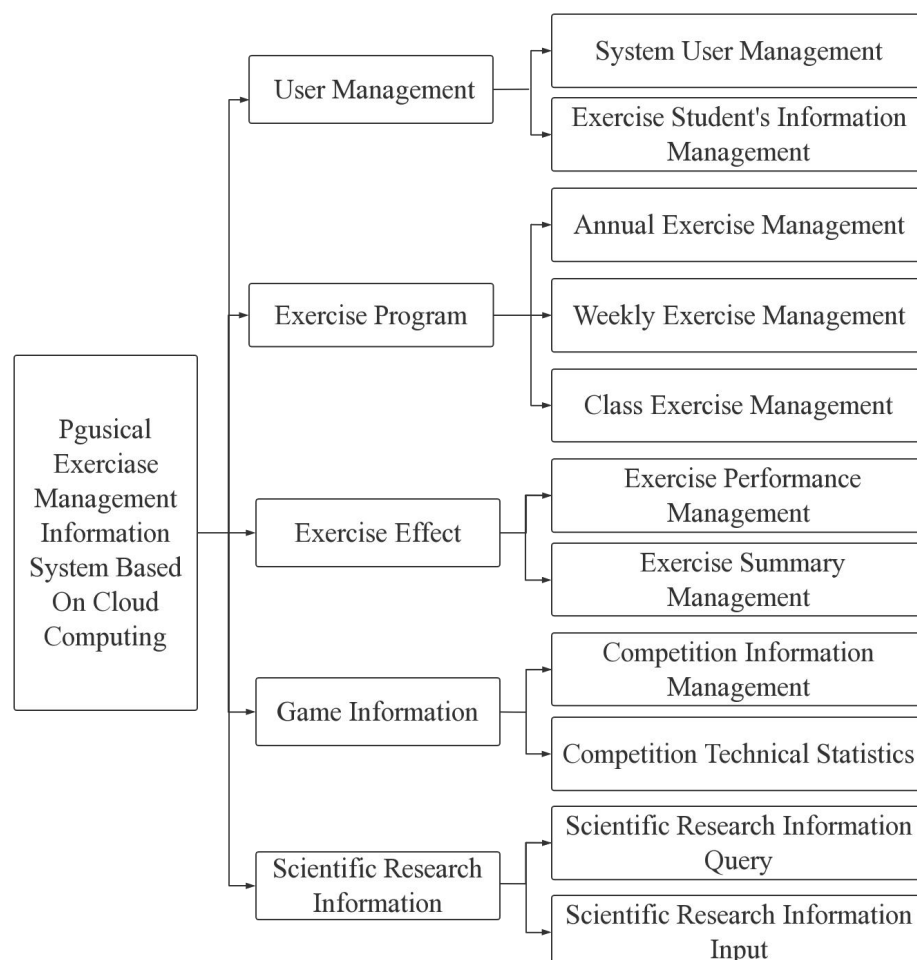 Pgusical
Exerciase
Management
Information
System Based
On Cloud
Computing
User Management
System User Management
Exercise Student's Information
Management
Exercise Program
Annual Exercise Management
Weekly Exercise Management
Class Exercise Management
Exercise Effect
Exercise Performance
Management
Exercise Summary
Management
Game Information
Competition Information
Management
Competition Technical Statistics
Scientific Research
Information
Scientific Research Information
Query
Scientific Research Information
Input